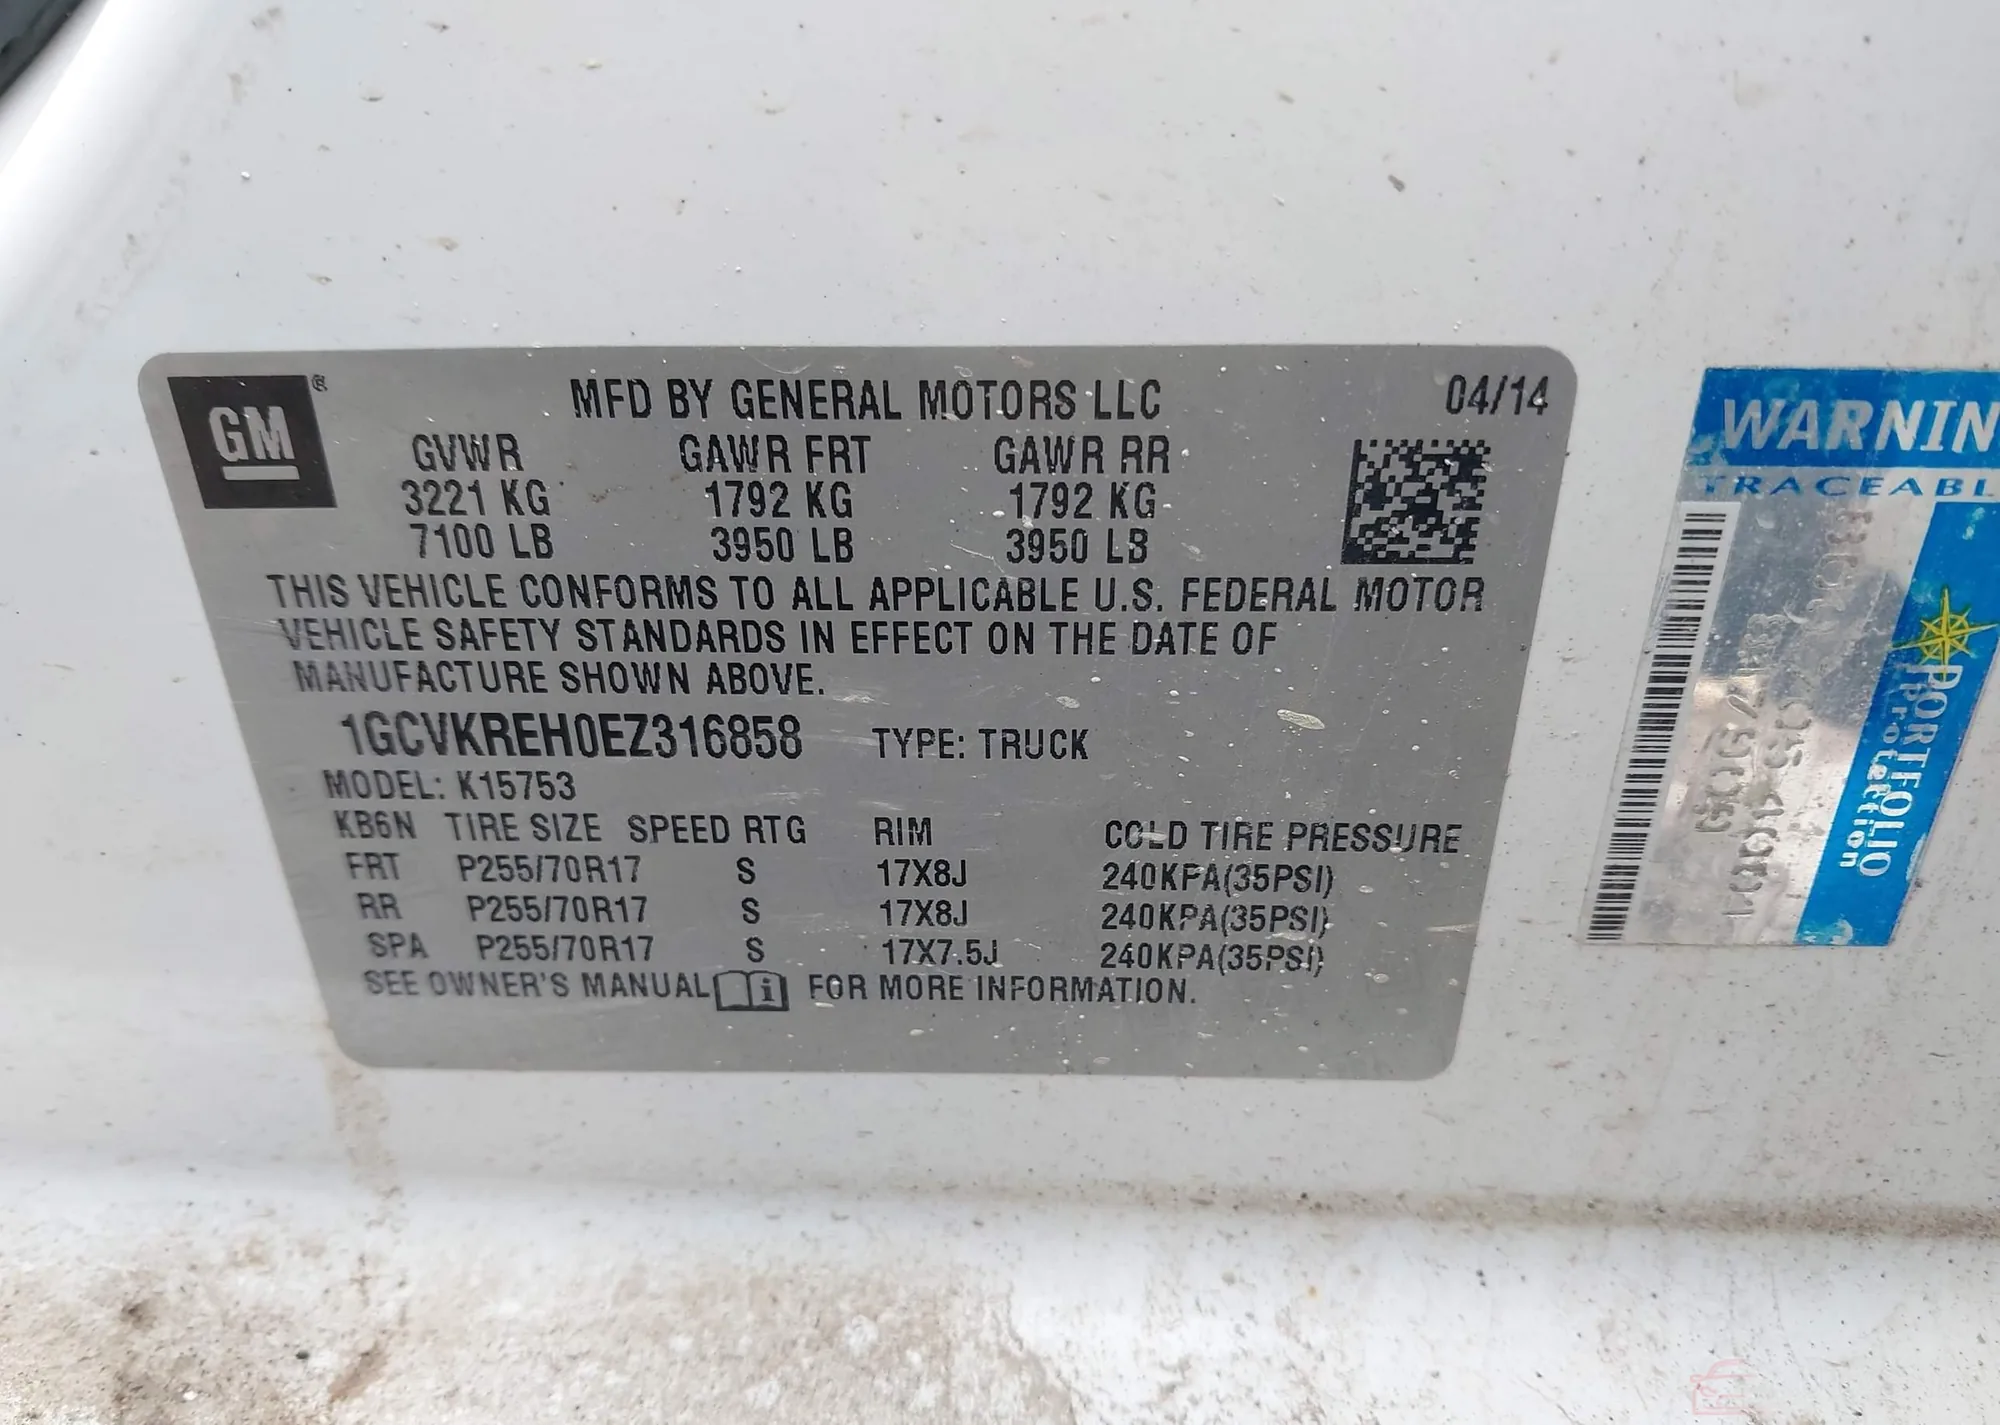 GM ®
MFD BY GENERAL MOTORS LLC 04/14
GVWR GAWR FRT GAWR RR
3221 KG 1792 KG 1792 KG
7100 LB 3950 LB 3950 LB
THIS VEHICLE CONFORMS TO ALL APPLICABLE U.S. FEDERAL MOTOR
VEHICLE SAFETY STANDARDS IN EFFECT ON THE DATE OF
MANUFACTURE SHOWN ABOVE.
1GCVKREH0EZ316858 TYPE: TRUCK
MODEL: K15753
KB6N TIRE SIZE SPEED RTG RIM COLD TIRE PRESSURE
FRT P255/70R17 S 17X8J 240KPA(35PSI)
RR P255/70R17 S 17X8J 240KPA(35PSI)
SPA P255/70R17 S 17X7.5J 240KPA(35PSI)
SEE OWNER'S MANUAL i FOR MORE INFORMATION.
WARNIN
TRACEABL
PORTFOLIO
Protection